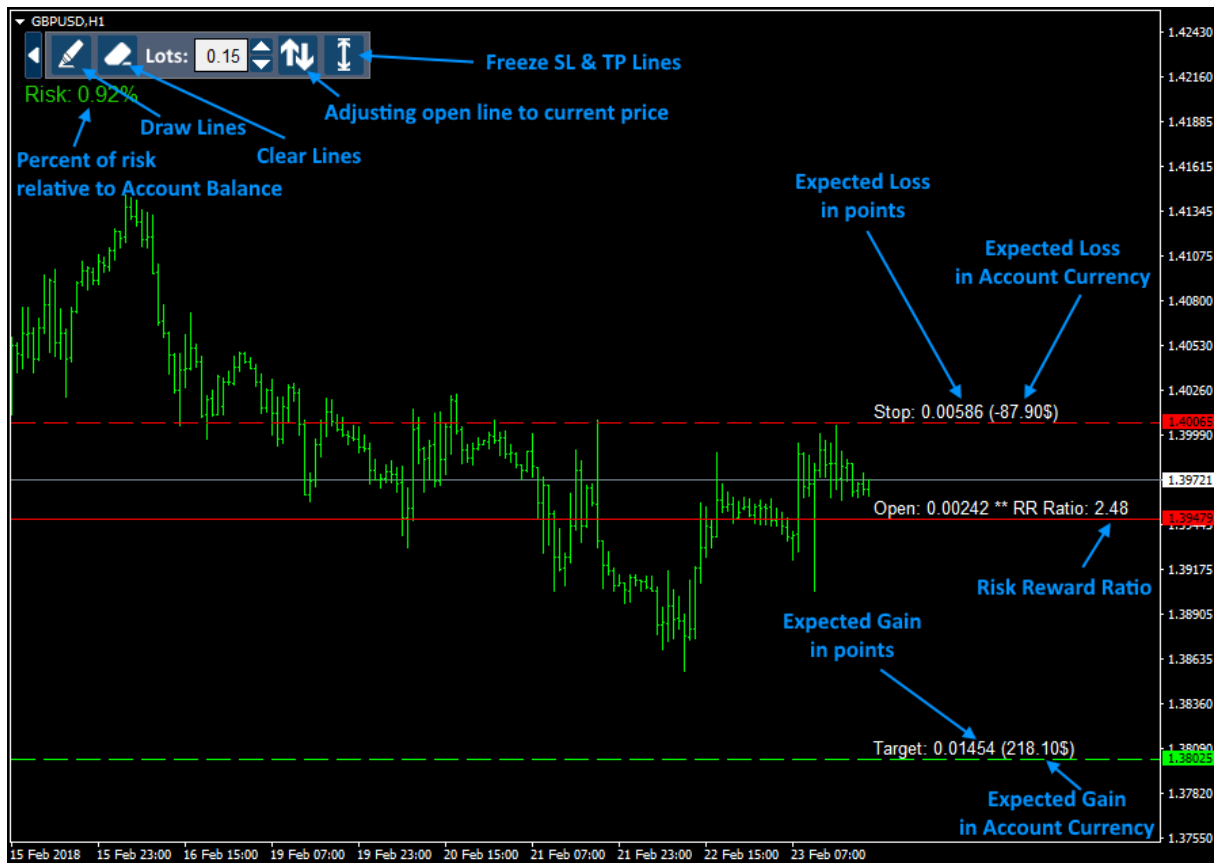 GBPUSD,H1
Lots: 0.15
Freeze SL & TP Lines
Risk: 0.92%
Adjusting open line to current price
Draw Lines
Clear Lines
Percent of risk
relative to Account Balance
Expected Loss
in points
Expected Loss
in Account Currency
Stop: 0.00586 (-87.90$)
Open: 0.00242 ** RR Ratio: 2.48
Risk Reward Ratio
Expected Gain
in points
Target: 0.01454 (218.10$)
Expected Gain
in Account Currency
1.42430
1.42160
1.41885
1.41615
1.41345
1.41075
1.40800
1.40530
1.40260
1.40065
1.39990
1.39721
1.39479
1.39445
1.39175
1.38905
1.38635
1.38360
1.38090
1.38025
1.37820
1.37550
15 Feb 2018 15 Feb 23:00 16 Feb 15:00 19 Feb 07:00 19 Feb 23:00 20 Feb 15:00 21 Feb 07:00 21 Feb 23:00 22 Feb 15:00 23 Feb 07:00